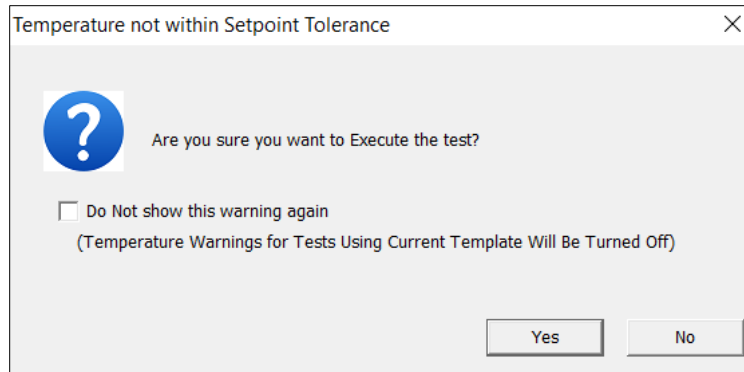 Temperature not within Setpoint Tolerance
Are you sure you want to Execute the test?
Do Not show this warning again
(Temperature Warnings for Tests Using Current Template Will Be Turned Off)
Yes
No